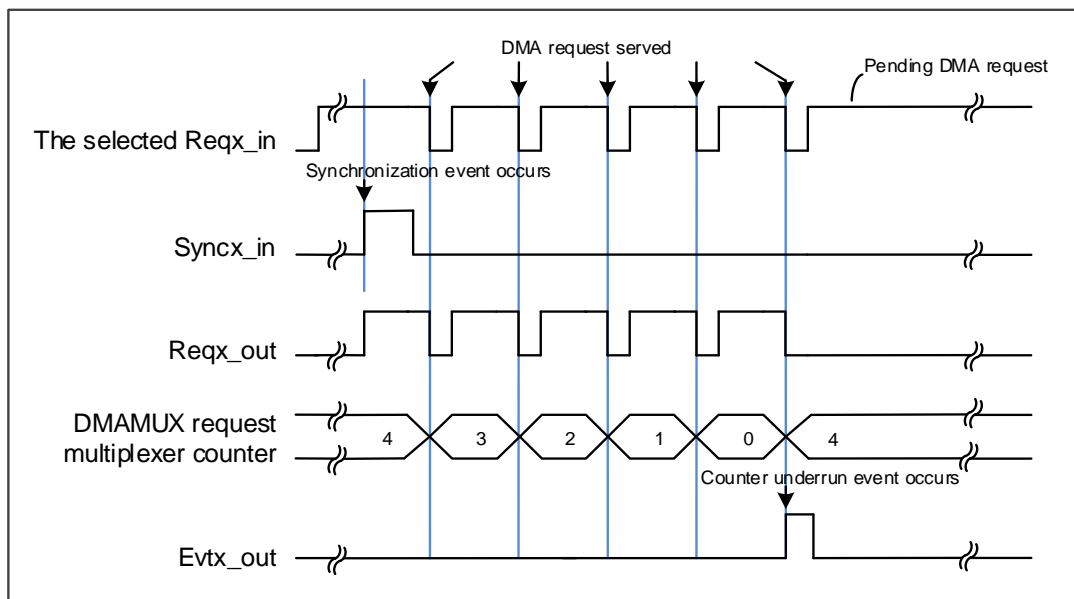 DMA request served
Pending DMA request
The selected Reqx_in
Synchronization event occurs
Syncx_in
Reqx_out
DMAMUX request
multiplexer counter
4
3
2
1
0
4
Counter underrun event occurs
Evtx_out